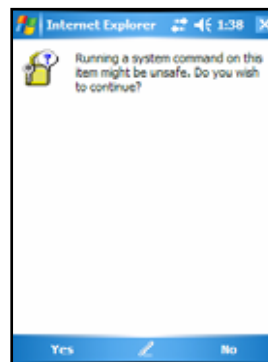 Internet Explorer 1:38
Running a system command on this
item might be unsafe. Do you wish
to continue?
Yes No